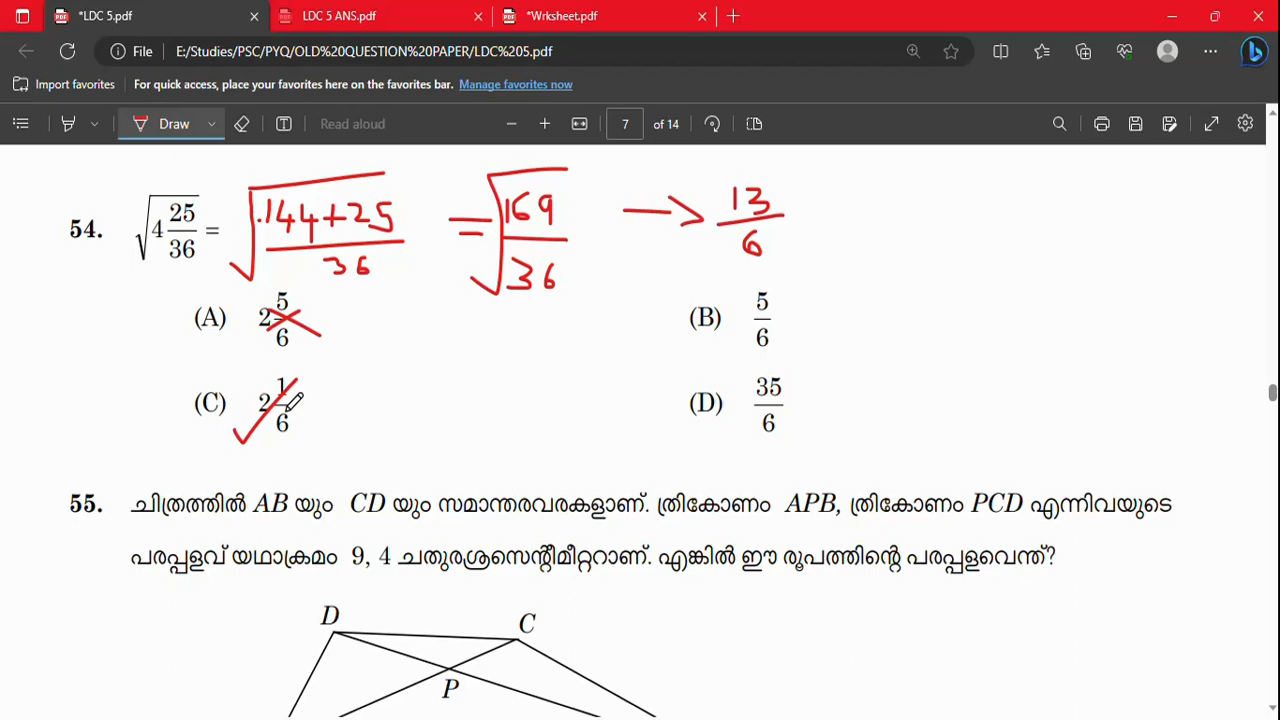 *LDC 5.pdf
LDC 5 ANS.pdf
*Wrksheet.pdf
File
E:/Studies/PSC/PYQ/OLD%20QUESTION%20PAPER/LDC%205.pdf
Import favorites
For quick access, place your favorites here on the favorites bar. Manage favorites now
Draw
Read aloud
7 of 14
54. √(4 25/36) = √((144+25)/36) = √(169/36) → 13/6
(A) 2 5/6 (B) 5/6
(C) 2 1/6 (D) 35/6
55. ചിത്രത്തിൽ AB യും CD യും സമാന്തരവരകളാണ്. ത്രികോണം APB, ത്രികോണം PCD എന്നിവയുടെ
പരപ്പളവ് യഥാക്രമം 9, 4 ചതുരശ്രസെന്റീമീറ്ററാണ്. എങ്കിൽ ഈ രൂപത്തിന്റെ പരപ്പളവെന്ത്?
D
C
P